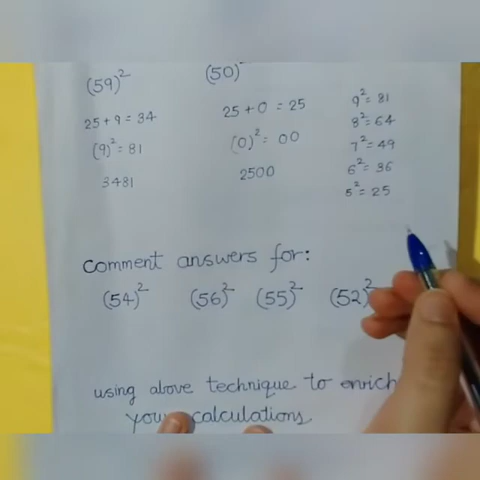 (59)² (50)²
25 + 9 = 34 25 + 0 = 25 9² = 81
(9)² = 81 (0)² = 00 8² = 64
3481 2500 7² = 49
6² = 36
5² = 25
Comment answers for:
(54)² (56)² (55)² (52)²
using above technique to enrich
your calculations